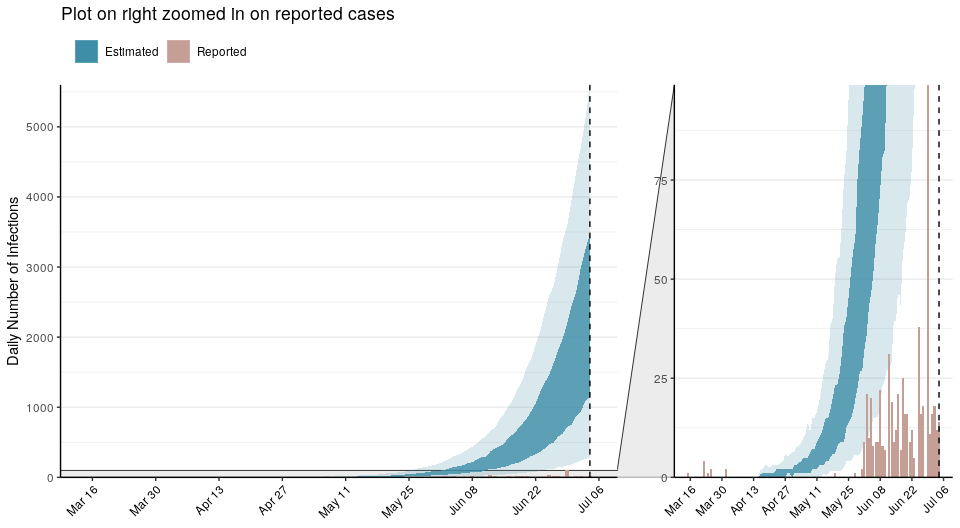 Plot on right zoomed in on reported cases
Estimated
Reported
Daily Number of Infections
5000
4000
3000
2000
1000
0
Mar 16
Mar 30
Apr 13
Apr 27
May 11
May 25
Jun 08
Jun 22
Jul 06
75
50
25
0
Mar 16
Mar 30
Apr 13
Apr 27
May 11
May 25
Jun 08
Jun 22
Jul 06